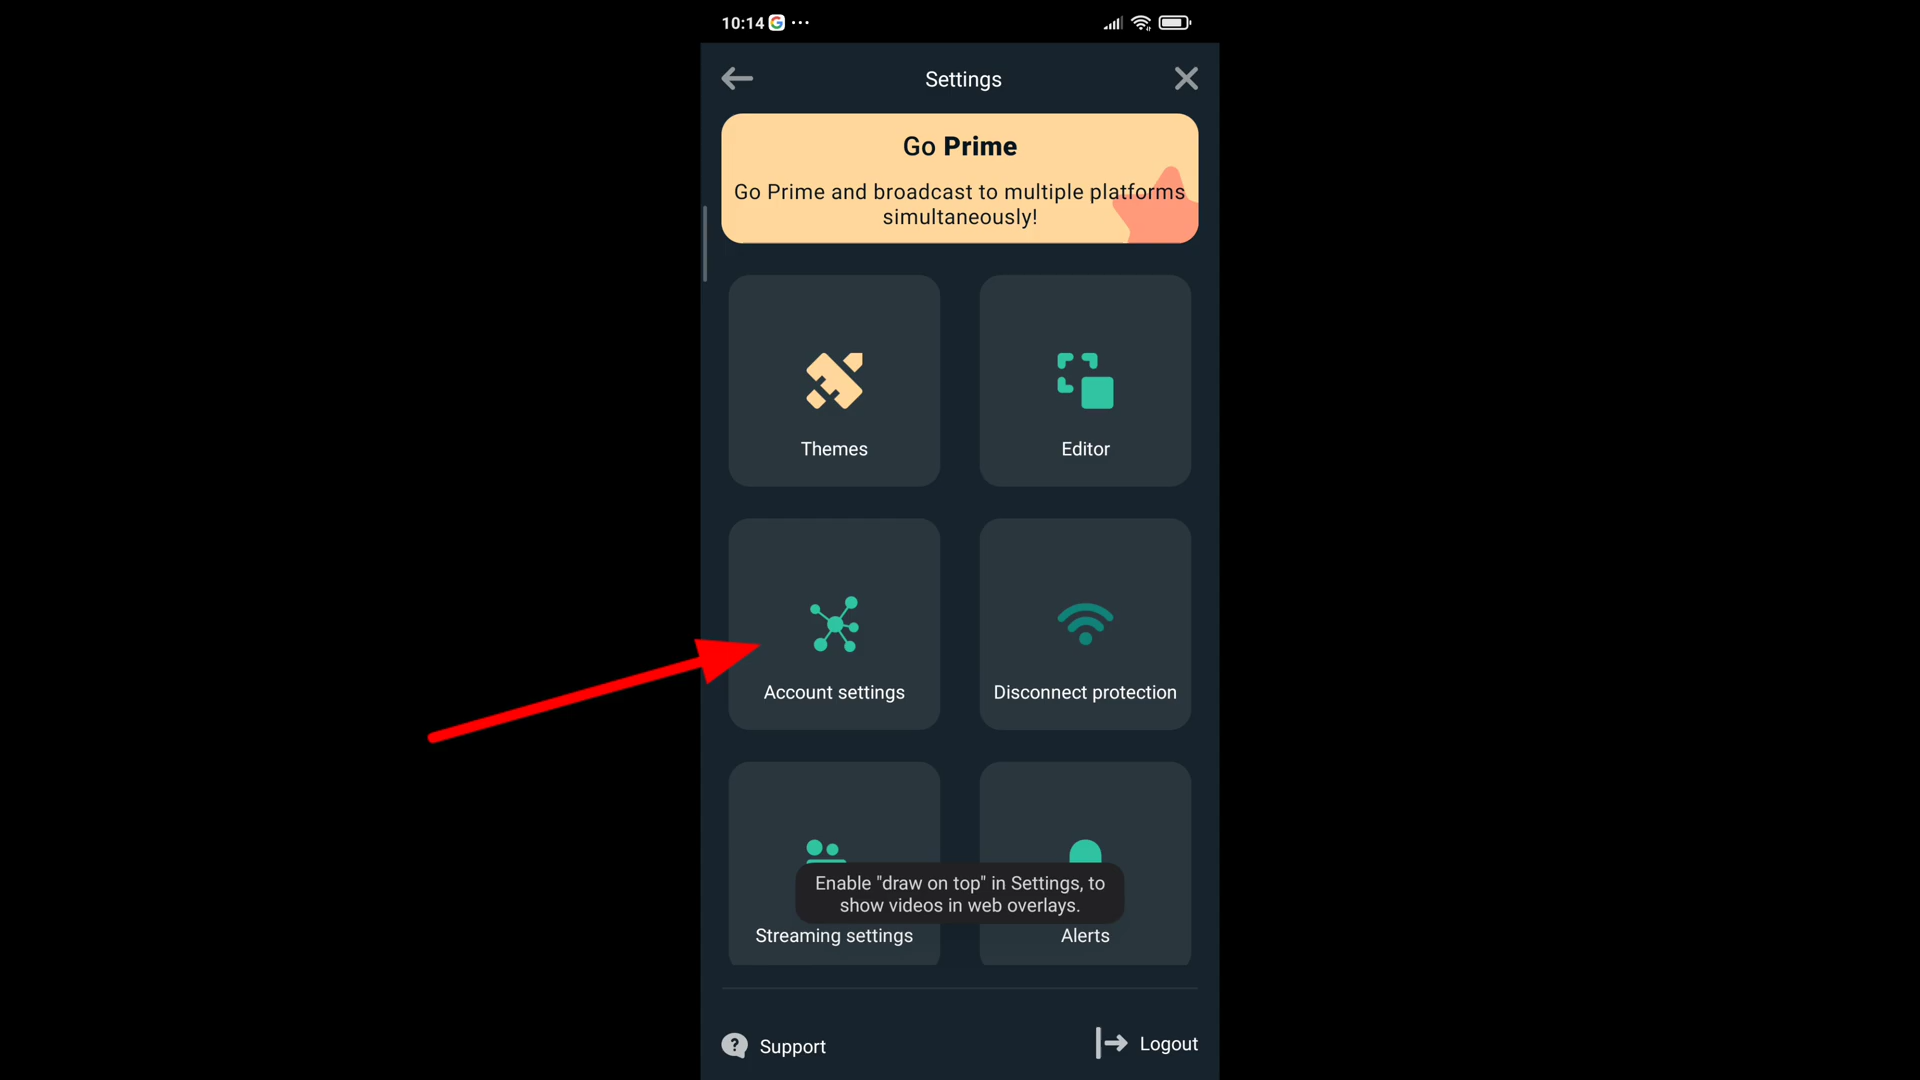 10:14
Settings
Go Prime
Go Prime and broadcast to multiple platforms
simultaneously!
Themes
Editor
Account settings
Disconnect protection
Enable "draw on top" in Settings, to
show videos in web overlays.
Streaming settings
Alerts
Support
Logout